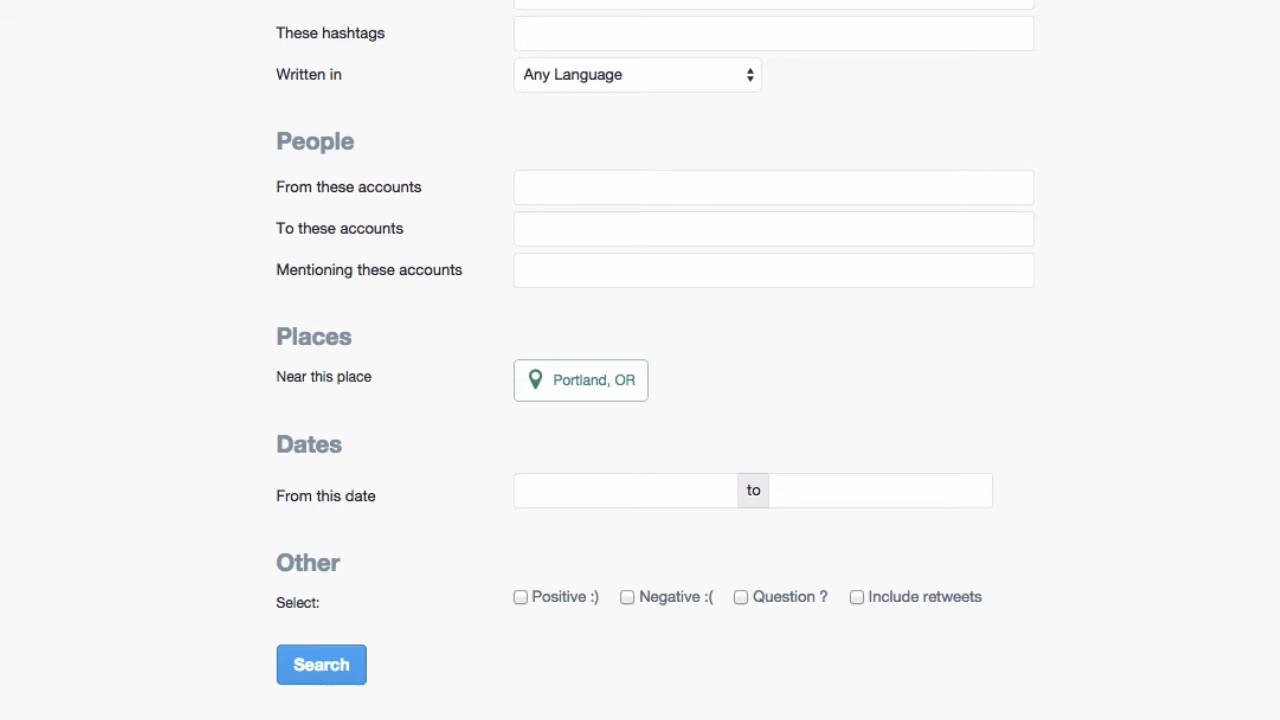 These hashtags
Written in Any Language
People
From these accounts
To these accounts
Mentioning these accounts
Places
Near this place Portland, OR
Dates
From this date to
Other
Select: Positive :) Negative :( Question ? Include retweets
Search